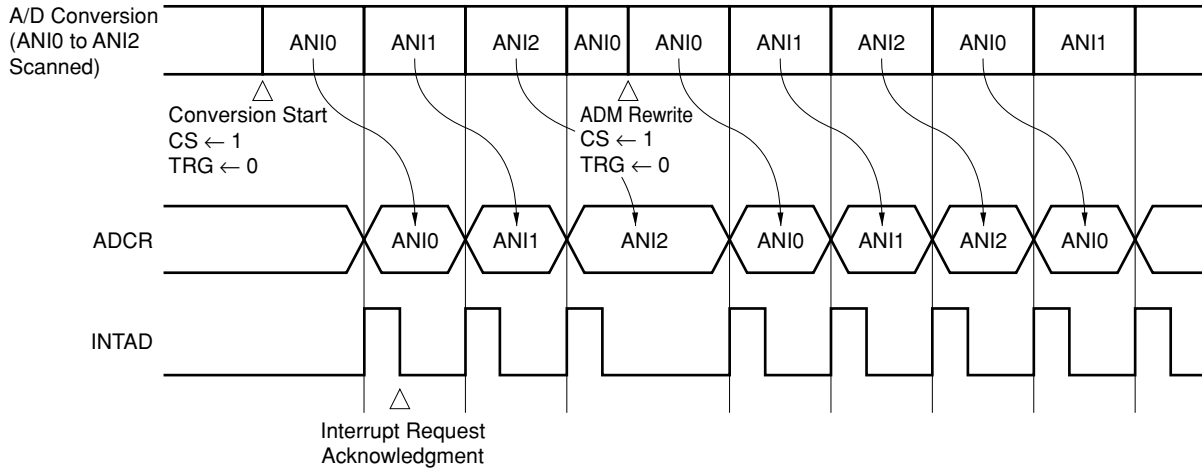 A/D Conversion
(ANI0 to ANI2
Scanned)
ANI0 ANI1 ANI2 ANI0 ANI0 ANI1 ANI2 ANI0 ANI1
Conversion Start
CS ← 1
TRG ← 0
ADM Rewrite
CS ← 1
TRG ← 0
ADCR
ANI0 ANI1 ANI2 ANI0 ANI1 ANI2 ANI0
INTAD
Interrupt Request
Acknowledgment